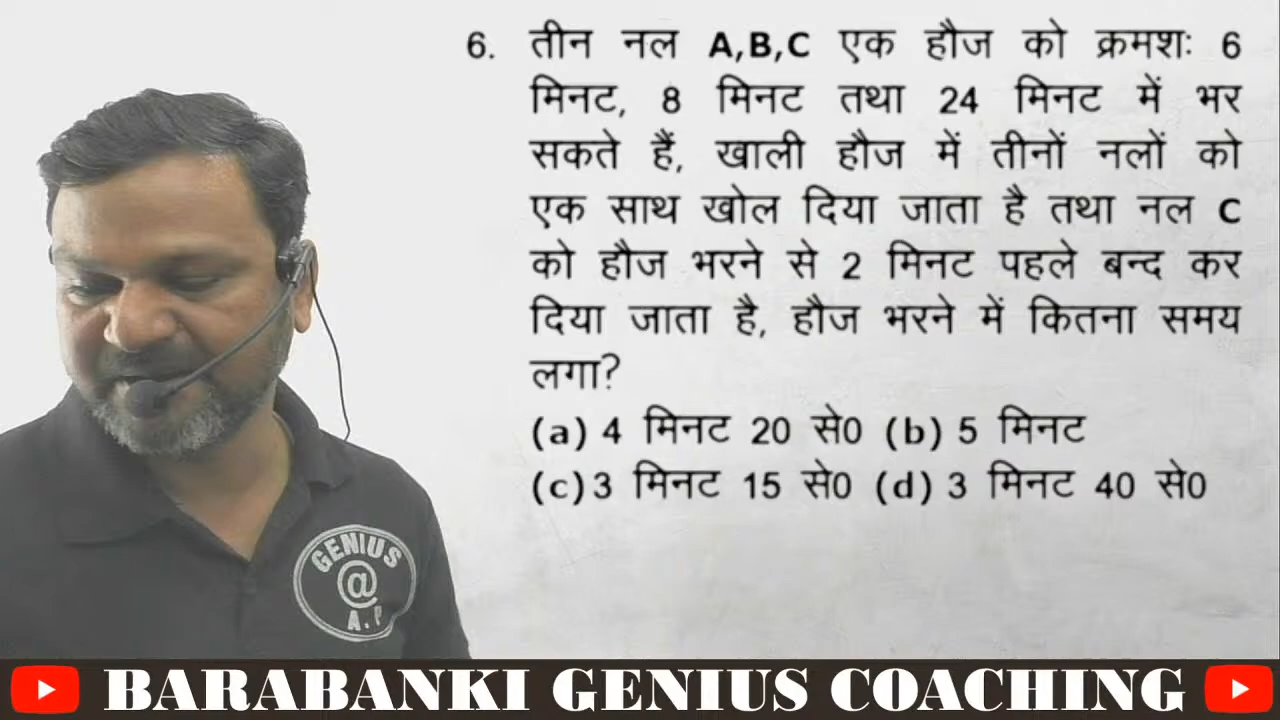 6. तीन नल A,B,C एक हौज को क्रमशः 6
मिनट, 8 मिनट तथा 24 मिनट में भर
सकते हैं, खाली हौज में तीनों नलों को
एक साथ खोल दिया जाता है तथा नल C
को हौज भरने से 2 मिनट पहले बन्द कर
दिया जाता है, हौज भरने में कितना समय
लगा?
(a) 4 मिनट 20 से0 (b) 5 मिनट
(c) 3 मिनट 15 से0 (d) 3 मिनट 40 से0
GENIUS
@
A.P
BARABANKI GENIUS COACHING